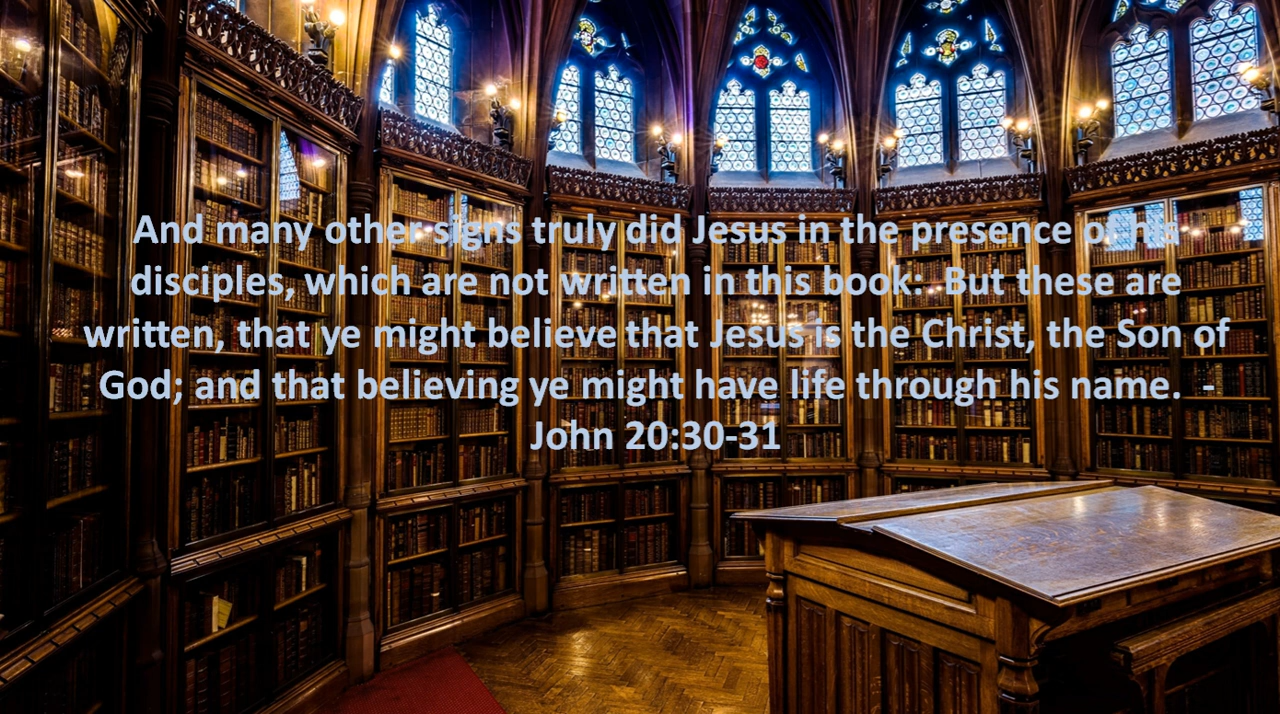 And many other signs truly did Jesus in the presence of his
disciples, which are not written in this book:  But these are
written, that ye might believe that Jesus is the Christ, the Son of
God; and that believing ye might have life through his name.  -
John 20:30-31